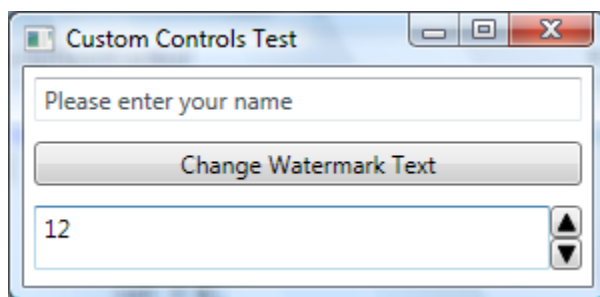 Custom Controls Test
Please enter your name
Change Watermark Text
12